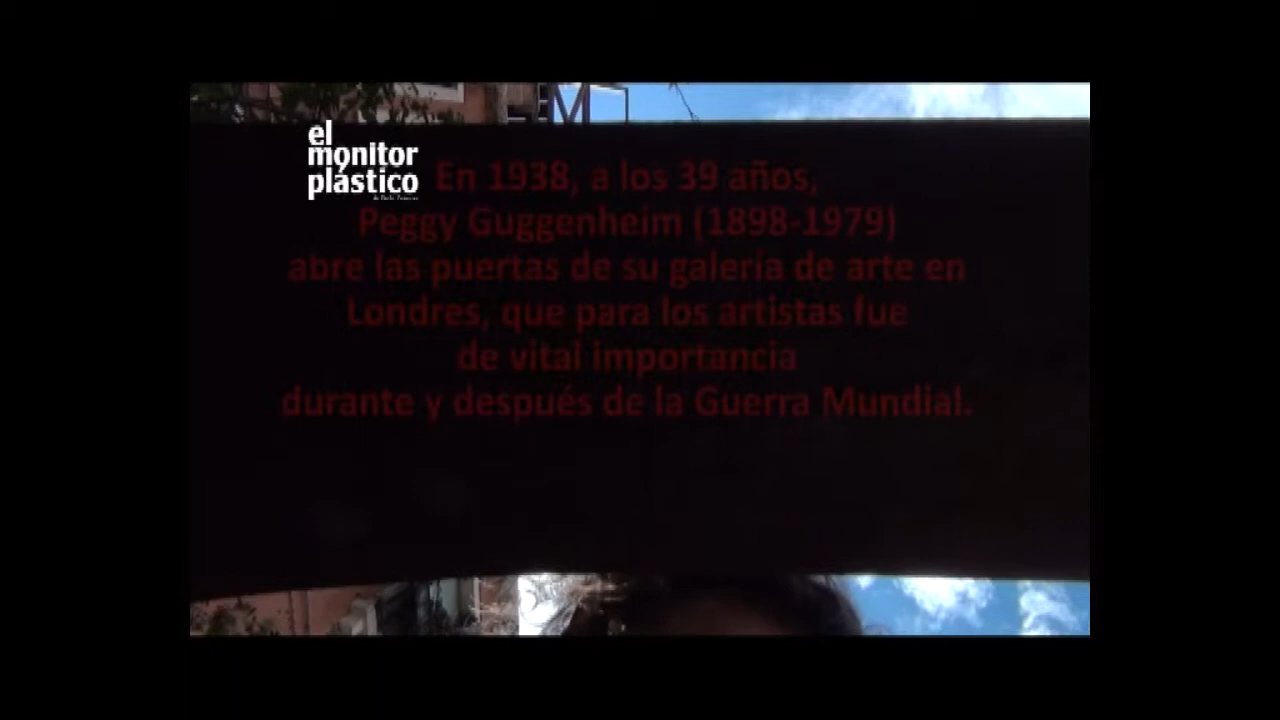 el
monitor
plástico
En 1938, a los 39 años,
Peggy Guggenheim (1898-1979)
abre las puertas de su galería de arte en
Londres, que para los artistas fue
de vital importancia
durante y después de la Guerra Mundial.